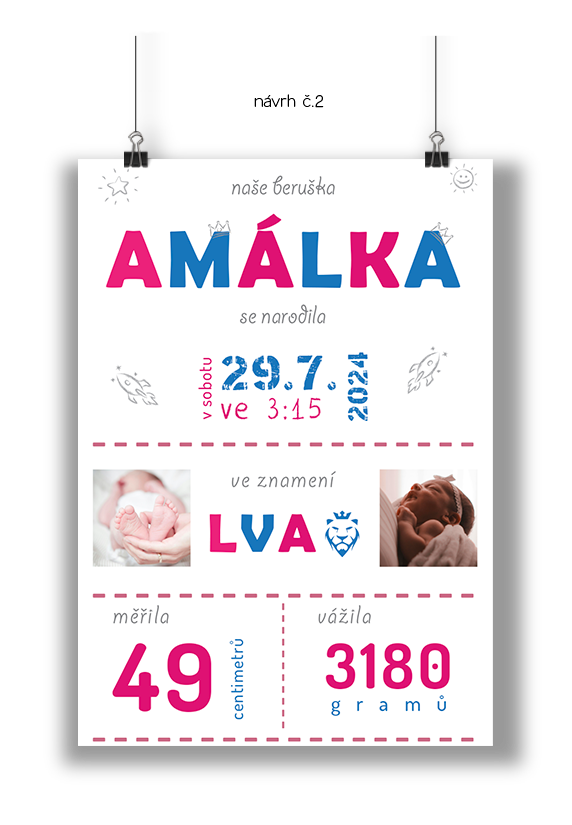 návrh č.2
naše beruška
AMÁLKA
se narodila
v sobotu
29.7.
2024
ve 3:15
ve znamení
LVA
měřila
49
centimetrů
vážila
3180
gramů